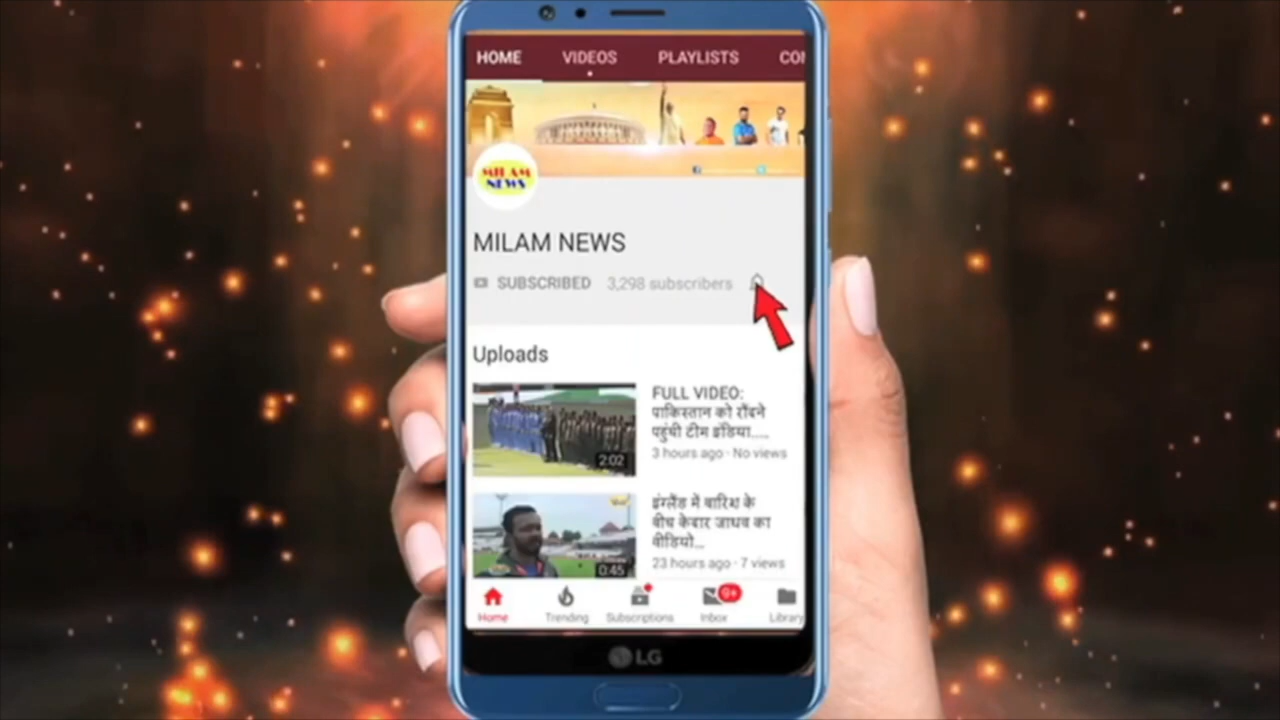 HOME VIDEOS PLAYLISTS
MILAM
NEWS
MILAM NEWS
SUBSCRIBED 3,298 subscribers
Uploads
FULL VIDEO:
पाकिस्तान को रौंदने
पहुंची टीम इंडिया.....
3 hours ago · No views
2:02
इंग्लैंड में बारिश के
बीच केदार जाधव का
वीडियो...
23 hours ago · 7 views
0:45
Home Trending Subscriptions Inbox 9+ Library
LG